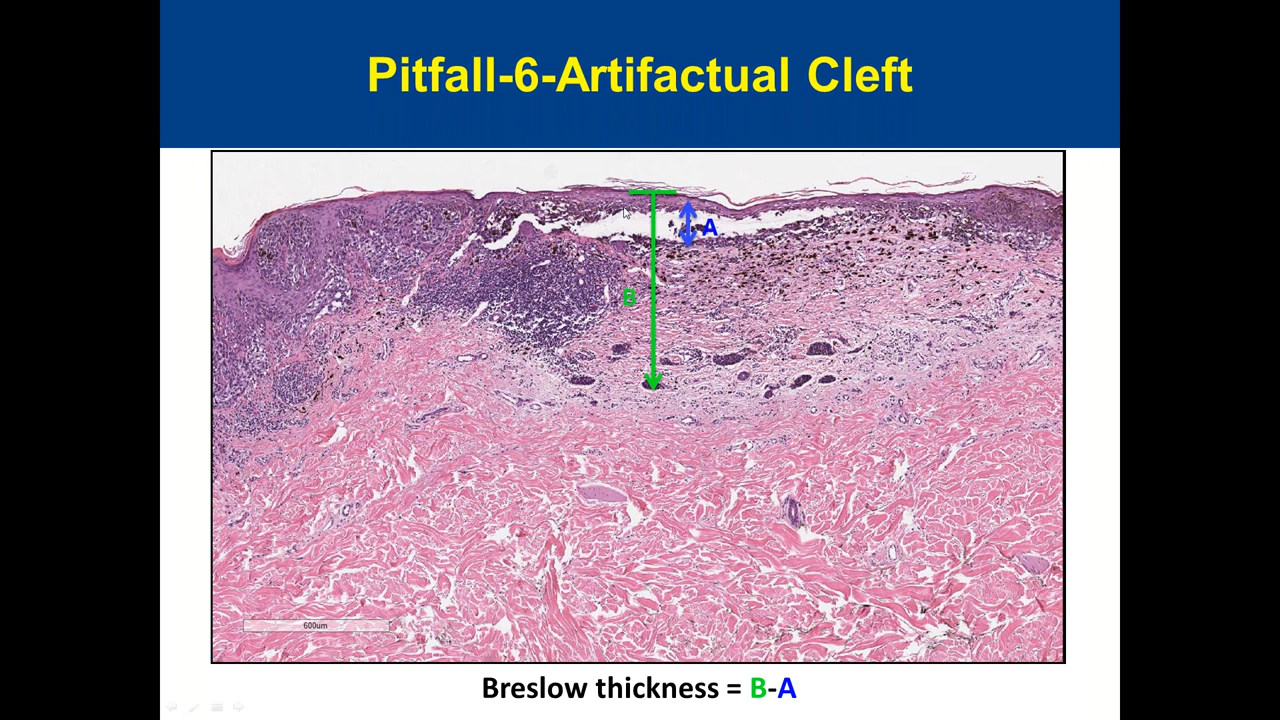 Pitfall-6-Artifactual Cleft
A
B
600um
Breslow thickness = B-A